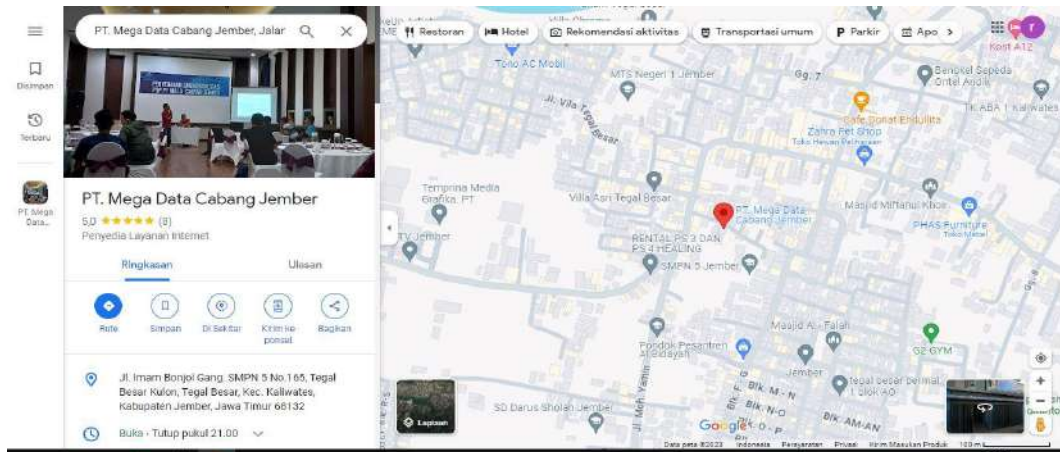 PT. Mega Data Cabang Jember, Jalar
Disimpan
Terbaru
PT. Mega
Data...
PT. Mega Data Cabang Jember
5,0 ★★★★★ (8)
Penyedia Layanan Internet
Ringkasan
Ulasan
Rute
Simpan
Di Sekitar
Kirim ke
ponsel
Bagikan
Jl. Imam Bonjol Gang. SMPN 5 No.165, Tegal
Besar Kulon, Tegal Besar, Kec. Kaliwates,
Kabupaten Jember, Jawa Timur 68132
Buka · Tutup pukul 21.00
Restoran
Hotel
Rekomendasi aktivitas
Transportasi umum
P Parkir
Apo
Kost A12
Tono AC Mobil
MTS Negeri 1 Jember
Gg. 7
Bengkel Sepeda
Ontel Andik
Jl. Vila Tegal Besar
TK ABA 1 Kaliwates
Cafe Donat Endullita
Zahra Pet Shop
Toko Hewan Peliharaan
Temprina Media
Grafika. PT
Villa Asri Tegal Besar
PT. Mega Data
Cabang Jember
Masjid Miftahul Khoir
PHAS Furniture
Toko Mebel
TV Jember
RENTAL PS 3 DAN
PS 4 HEALING
SMPN 5 Jember
Masjid Al - Falah
G2 GYM
Pondok Pesantren
Al Hidayah
Jember
tegal besar permai
1 blok AO
Jl. Moh Yamin
Blk. M - N
Blk. N-O
Blk. AM-AN
SD Darus Sholah Jember
Lapisan
Google
Data peta ©2023
Indonesia
Persyaratan
Privasi
Kirim Masukan Produk
100 m